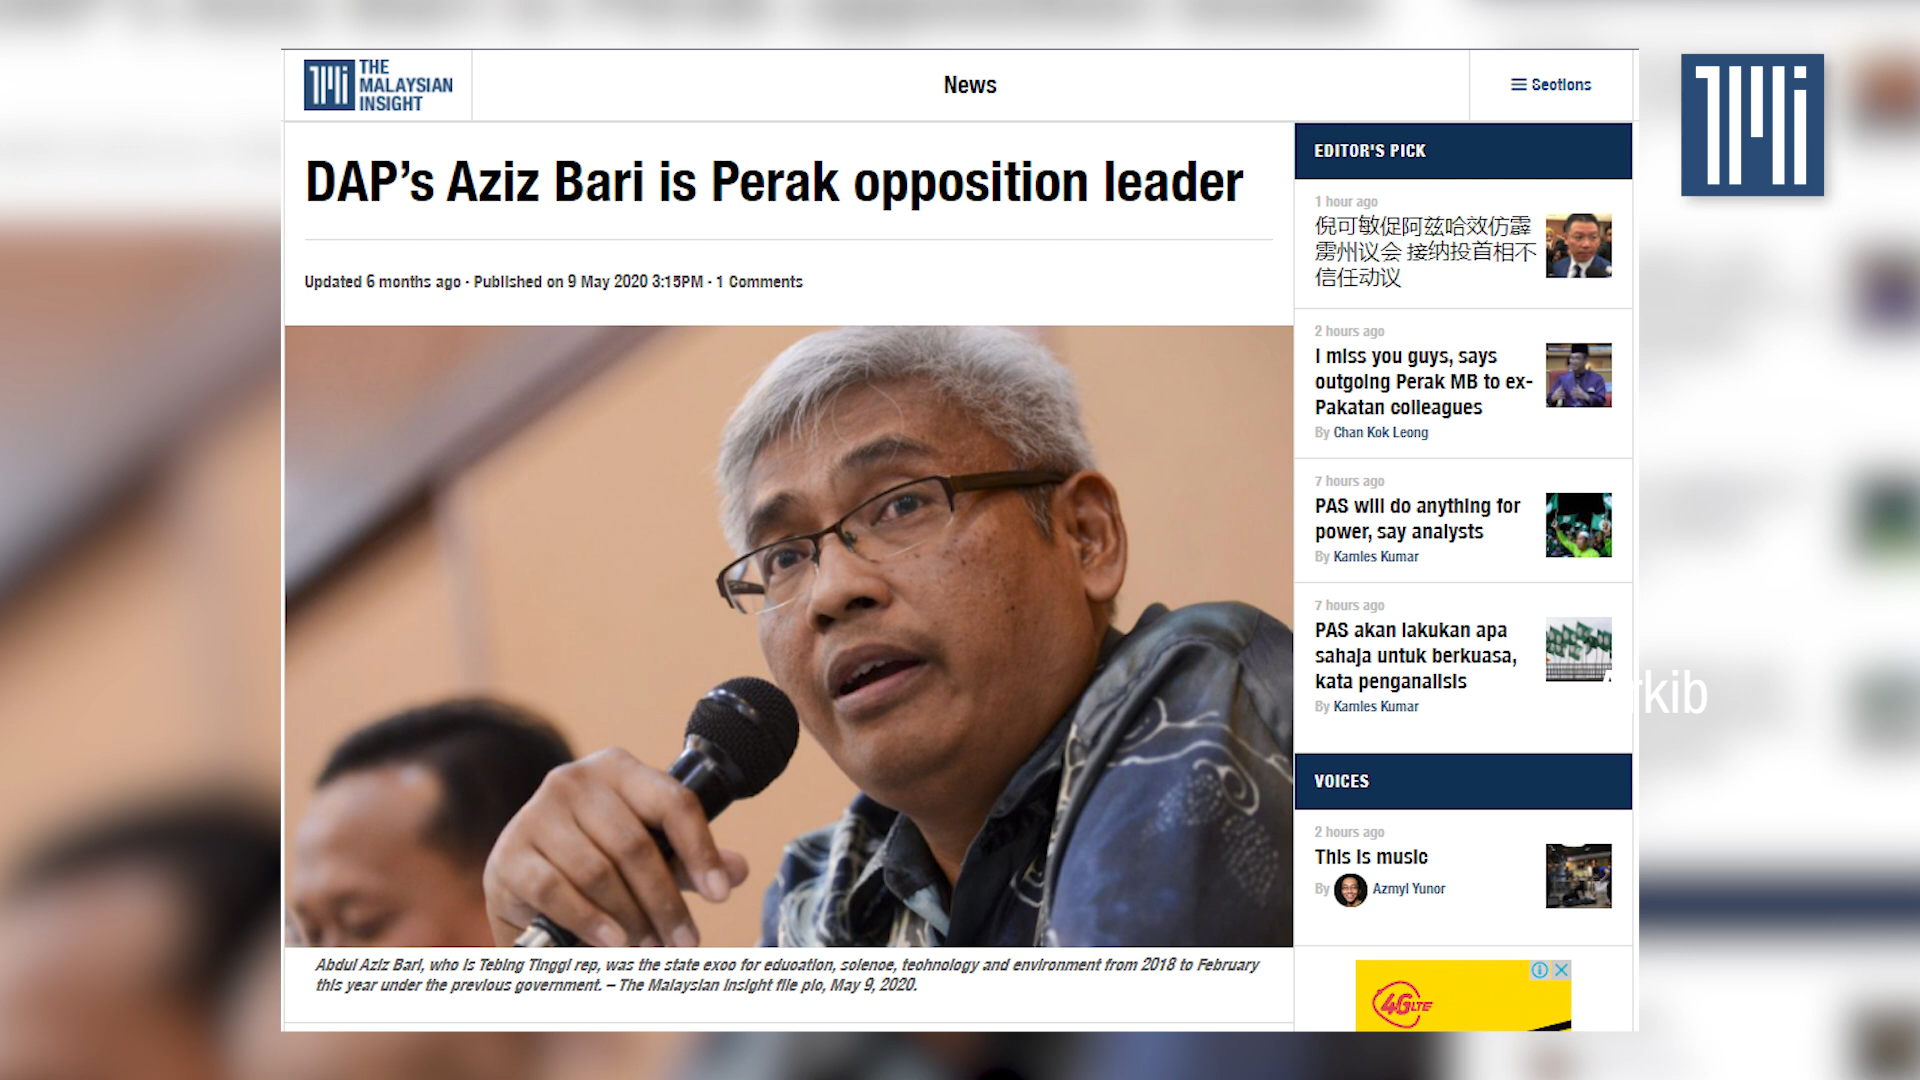 THE
MALAYSIAN
INSIGHT
News
Sections
DAP's Aziz Bari is Perak opposition leader
Updated 6 months ago · Published on 9 May 2020 3:15PM · 1 Comments
Abdul Aziz Bari, who is Tebing Tinggi rep, was the state exco for education, science, technology and environment from 2018 to February
this year under the previous government. – The Malaysian Insight file pic, May 9, 2020.
EDITOR'S PICK
1 hour ago
倪可敏促阿兹哈效仿霹
雳州议会 接纳投首相不
信任动议
2 hours ago
I miss you guys, says
outgoing Perak MB to ex-
Pakatan colleagues
By Chan Kok Leong
7 hours ago
PAS will do anything for
power, say analysts
By Kamles Kumar
7 hours ago
PAS akan lakukan apa
sahaja untuk berkuasa,
kata penganalisis
By Kamles Kumar
Arkib
VOICES
2 hours ago
This is music
By Azmyl Yunor
4G LTE